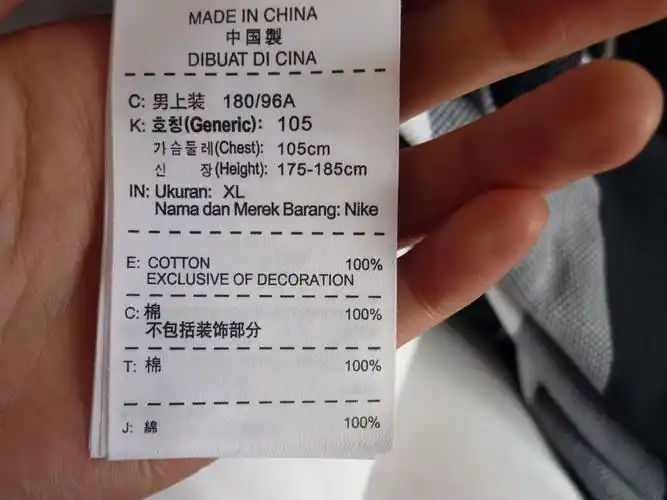 MADE IN CHINA
中国製
DIBUAT DI CINA
C: 男上装 180/96A
K: 호칭(Generic): 105
가슴둘레(Chest): 105cm
신 장(Height): 175-185cm
IN: Ukuran: XL
Nama dan Merek Barang: Nike
E: COTTON 100%
EXCLUSIVE OF DECORATION
C: 棉 100%
不包括装饰部分
T: 棉 100%
J: 綿 100%